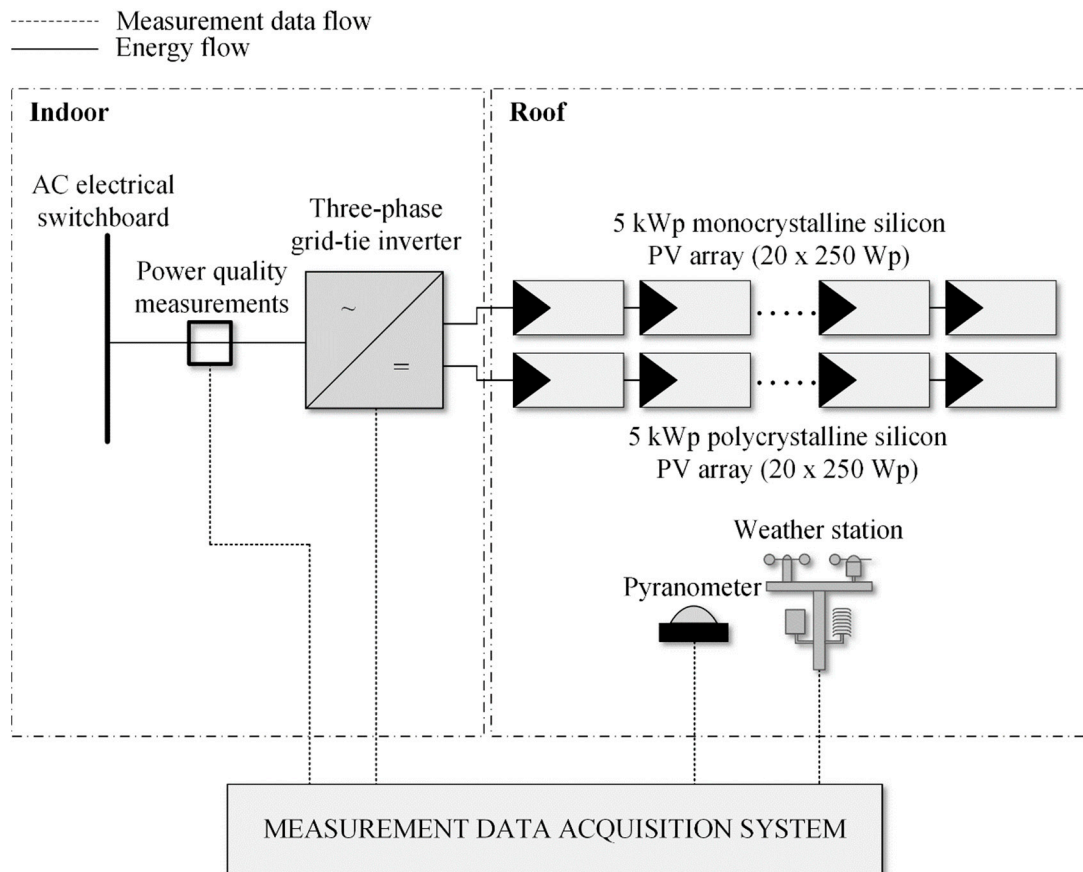 Measurement data flow
Energy flow
Indoor
Roof
AC electrical
switchboard
Three-phase
grid-tie inverter
Power quality
measurements
~
=
5 kWp monocrystalline silicon
PV array (20 x 250 Wp)
5 kWp polycrystalline silicon
PV array (20 x 250 Wp)
Weather station
Pyranometer
MEASUREMENT DATA ACQUISITION SYSTEM